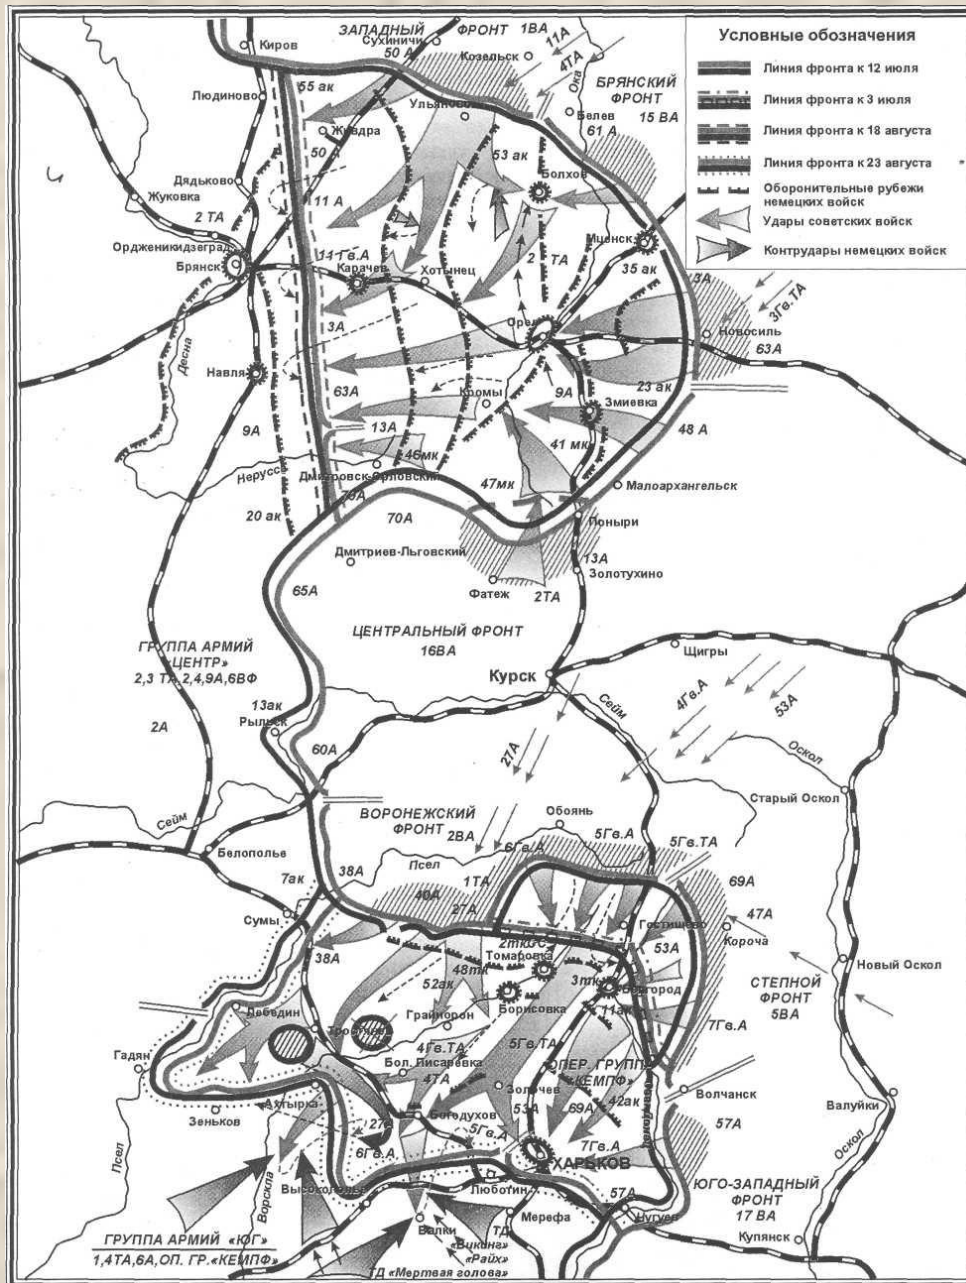 ЗАПАДНЫЙ ФРОНТ 1ВА
Сухиничи
50 А
Киров
Козельск
11А
4ТА
Ока
БРЯНСКИЙ
ФРОНТ
15 ВА
Белев
61 А
Условные обозначения
Линия фронта к 12 июля
Линия фронта к 3 июля
Линия фронта к 18 августа
Линия фронта к 23 августа
Оборонительные рубежи
немецких войск
Удары советских войск
Контрудары немецких войск
55 ак
Людиново
Жиздра
50 А
53 ак
Болхов
Дядьково
Жуковка
11 А
2 ТА
Орджениикидзеград
Брянск
Карачев
Хотынец
2 ТА
Мценск
35 ак
3А
3Гв.ТА
Новосиль
63А
3А
Орел
Десна
Навля
63А
Кромы
9А
23 ак
Змиевка
48 А
9А
13А
46мк
41 мк
Дмитровск-Орловский
47мк
Малоархангельск
20 ак
70А
70А
Поныри
13А
Золотухино
Дмитриев-Льговский
Фатеж
2ТА
65А
ЦЕНТРАЛЬНЫЙ ФРОНТ
16ВА
ГРУППА АРМИЙ
«ЦЕНТР»
2,3 ТА,2,4,9А,6ВФ
Курск
Щигры
Сейм
4Гв.А
53А
2А
13ак
Рыльск
60А
27А
Оскол
Старый Оскол
Сейм
ВОРОНЕЖСКИЙ
ФРОНТ
2ВА
Обоянь
Белополье
Псел
6Гв.А
5Гв.А
5Гв.ТА
7ак
38А
40А
1ТА
27А
69А
47А
Короча
Сумы
38А
Гостищево
53А
Томаровка
48тк
52ак
3тк
Борисовка
11ак
Новый Оскол
СТЕПНОЙ
ФРОНТ
5ВА
Лебедин
Грайворон
4Гв.ТА
5Гв.ТА
7Гв.А
Гадяч
Бол. Писаревка
4ТА
ОПЕР. ГРУППА
«КЕМПФ»
Золочев
42ак
Волчанск
Валуйки
Ахтырка
Зеньков
Богодухов
27А
53А
69А
57А
6Гв.А
5Гв.А
7Гв.А
ХАРЬКОВ
Псел
Ворскла
Оскол
Люботин
57А
ЮГО-ЗАПАДНЫЙ
ФРОНТ
17 ВА
Мерефа
Купянск
Валки
ТД
«Викинг»
«Райх»
ТД «Мертвая голова»
ГРУППА АРМИЙ «ЮГ»
1,4ТА,6А,ОП. ГР.«КЕМПФ»